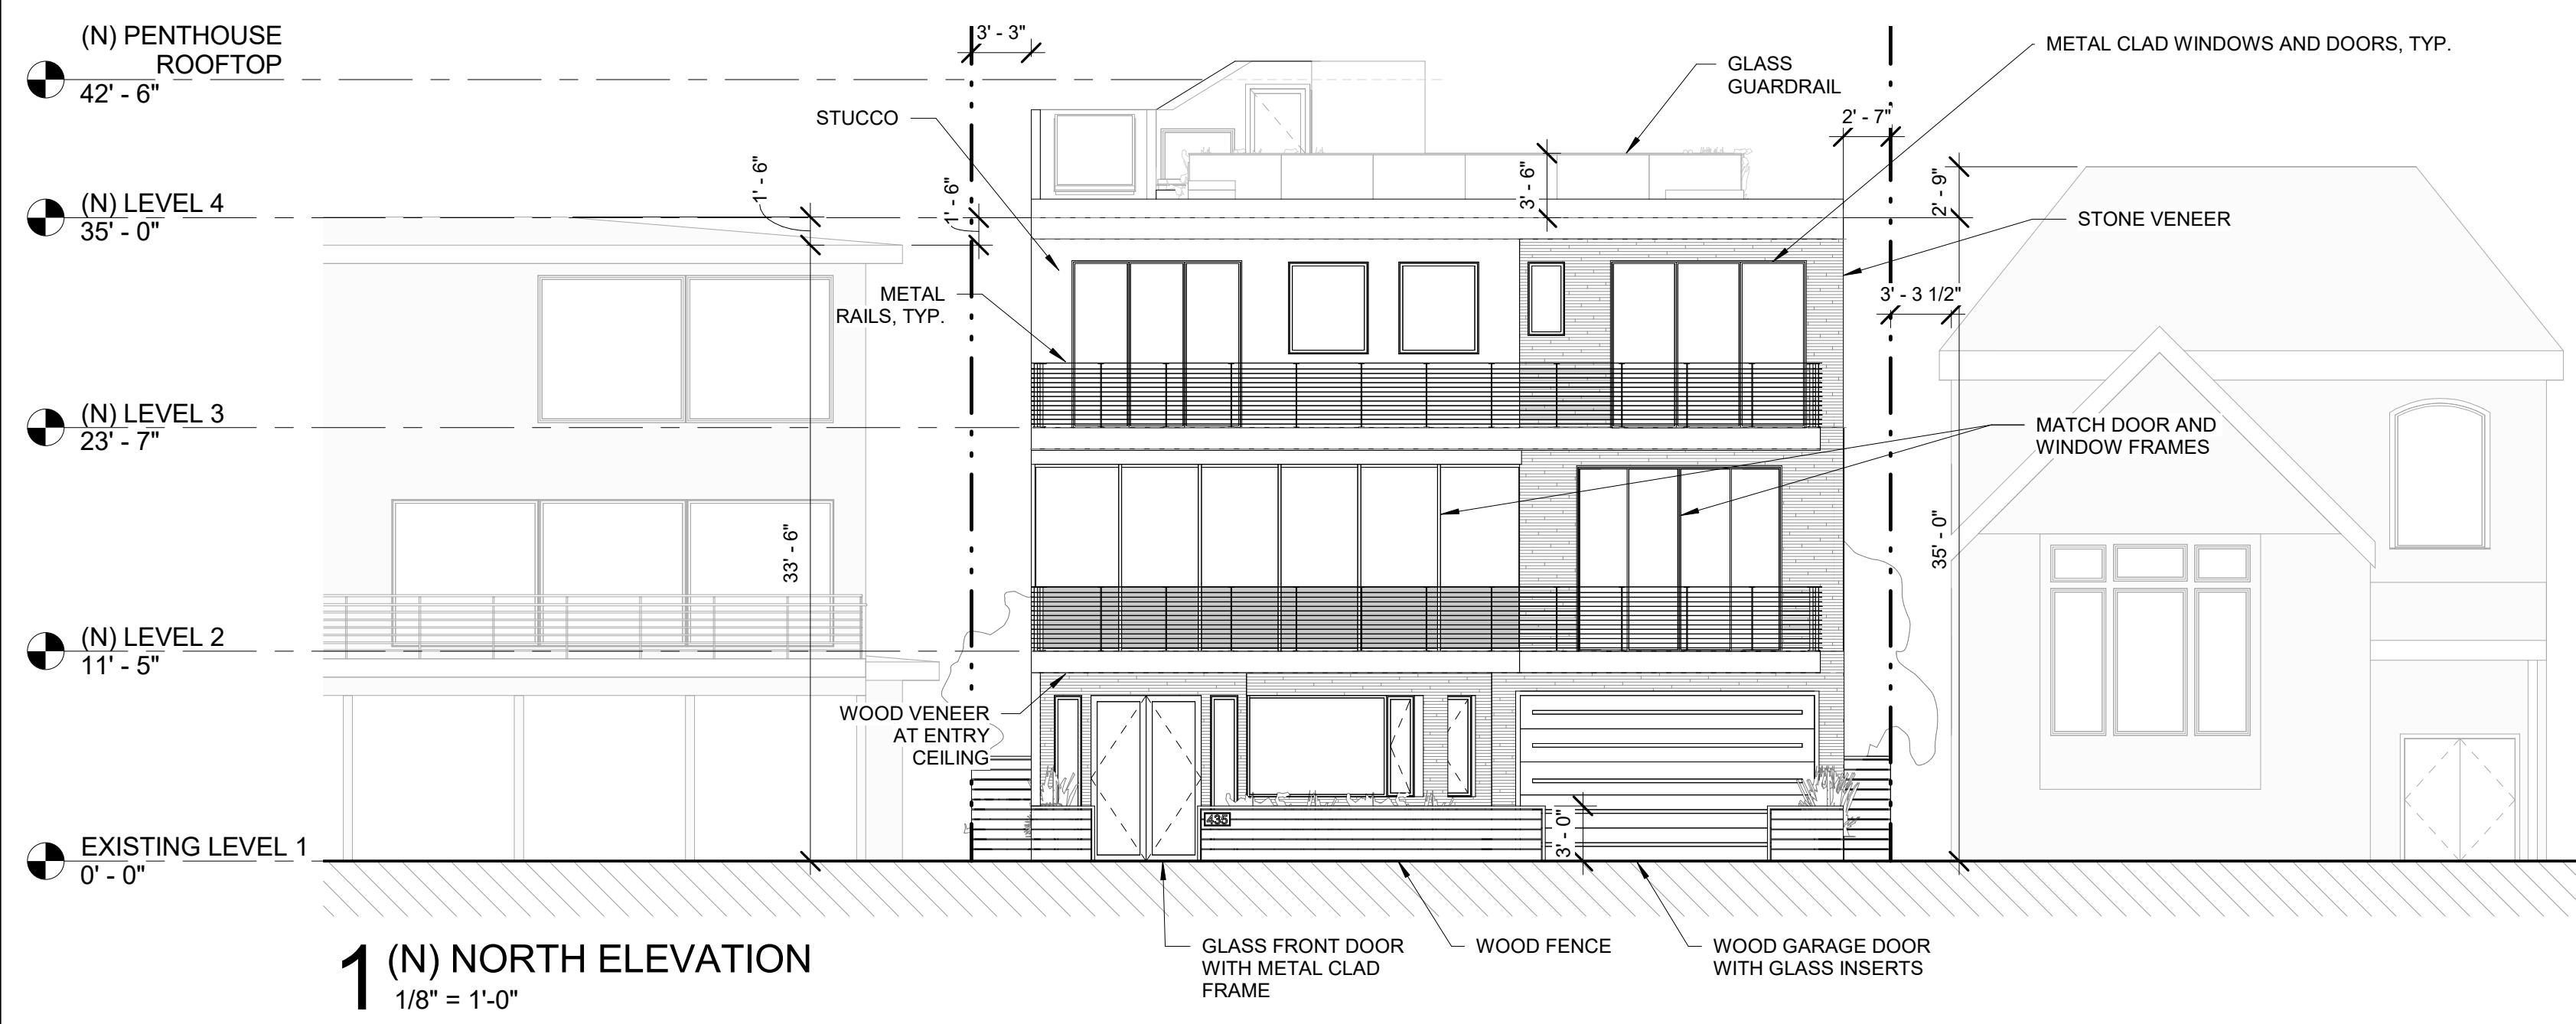 (N) PENTHOUSE
ROOFTOP
42' - 6"
3' - 3"
GLASS
GUARDRAIL
METAL CLAD WINDOWS AND DOORS, TYP.
STUCCO
2' - 7"
1' - 6"
1' - 6"
3' - 6"
2' - 9"
(N) LEVEL 4
35' - 0"
STONE VENEER
METAL
RAILS, TYP.
3' - 3 1/2"
(N) LEVEL 3
23' - 7"
MATCH DOOR AND
WINDOW FRAMES
33' - 6"
35' - 0"
(N) LEVEL 2
11' - 5"
WOOD VENEER
AT ENTRY
CEILING
435
3' - 0"
EXISTING LEVEL 1
0' - 0"
1 (N) NORTH ELEVATION
1/8" = 1'-0"
GLASS FRONT DOOR
WITH METAL CLAD
FRAME
WOOD FENCE
WOOD GARAGE DOOR
WITH GLASS INSERTS